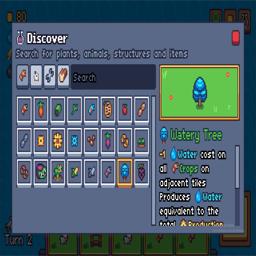 80
Discover
Search for plants, animals, structures and items
Search
Watery Tree
-1 Water cost on
all Crops on
adjacent tiles
Produces Water
equivalent to the
total Production
Turn 2